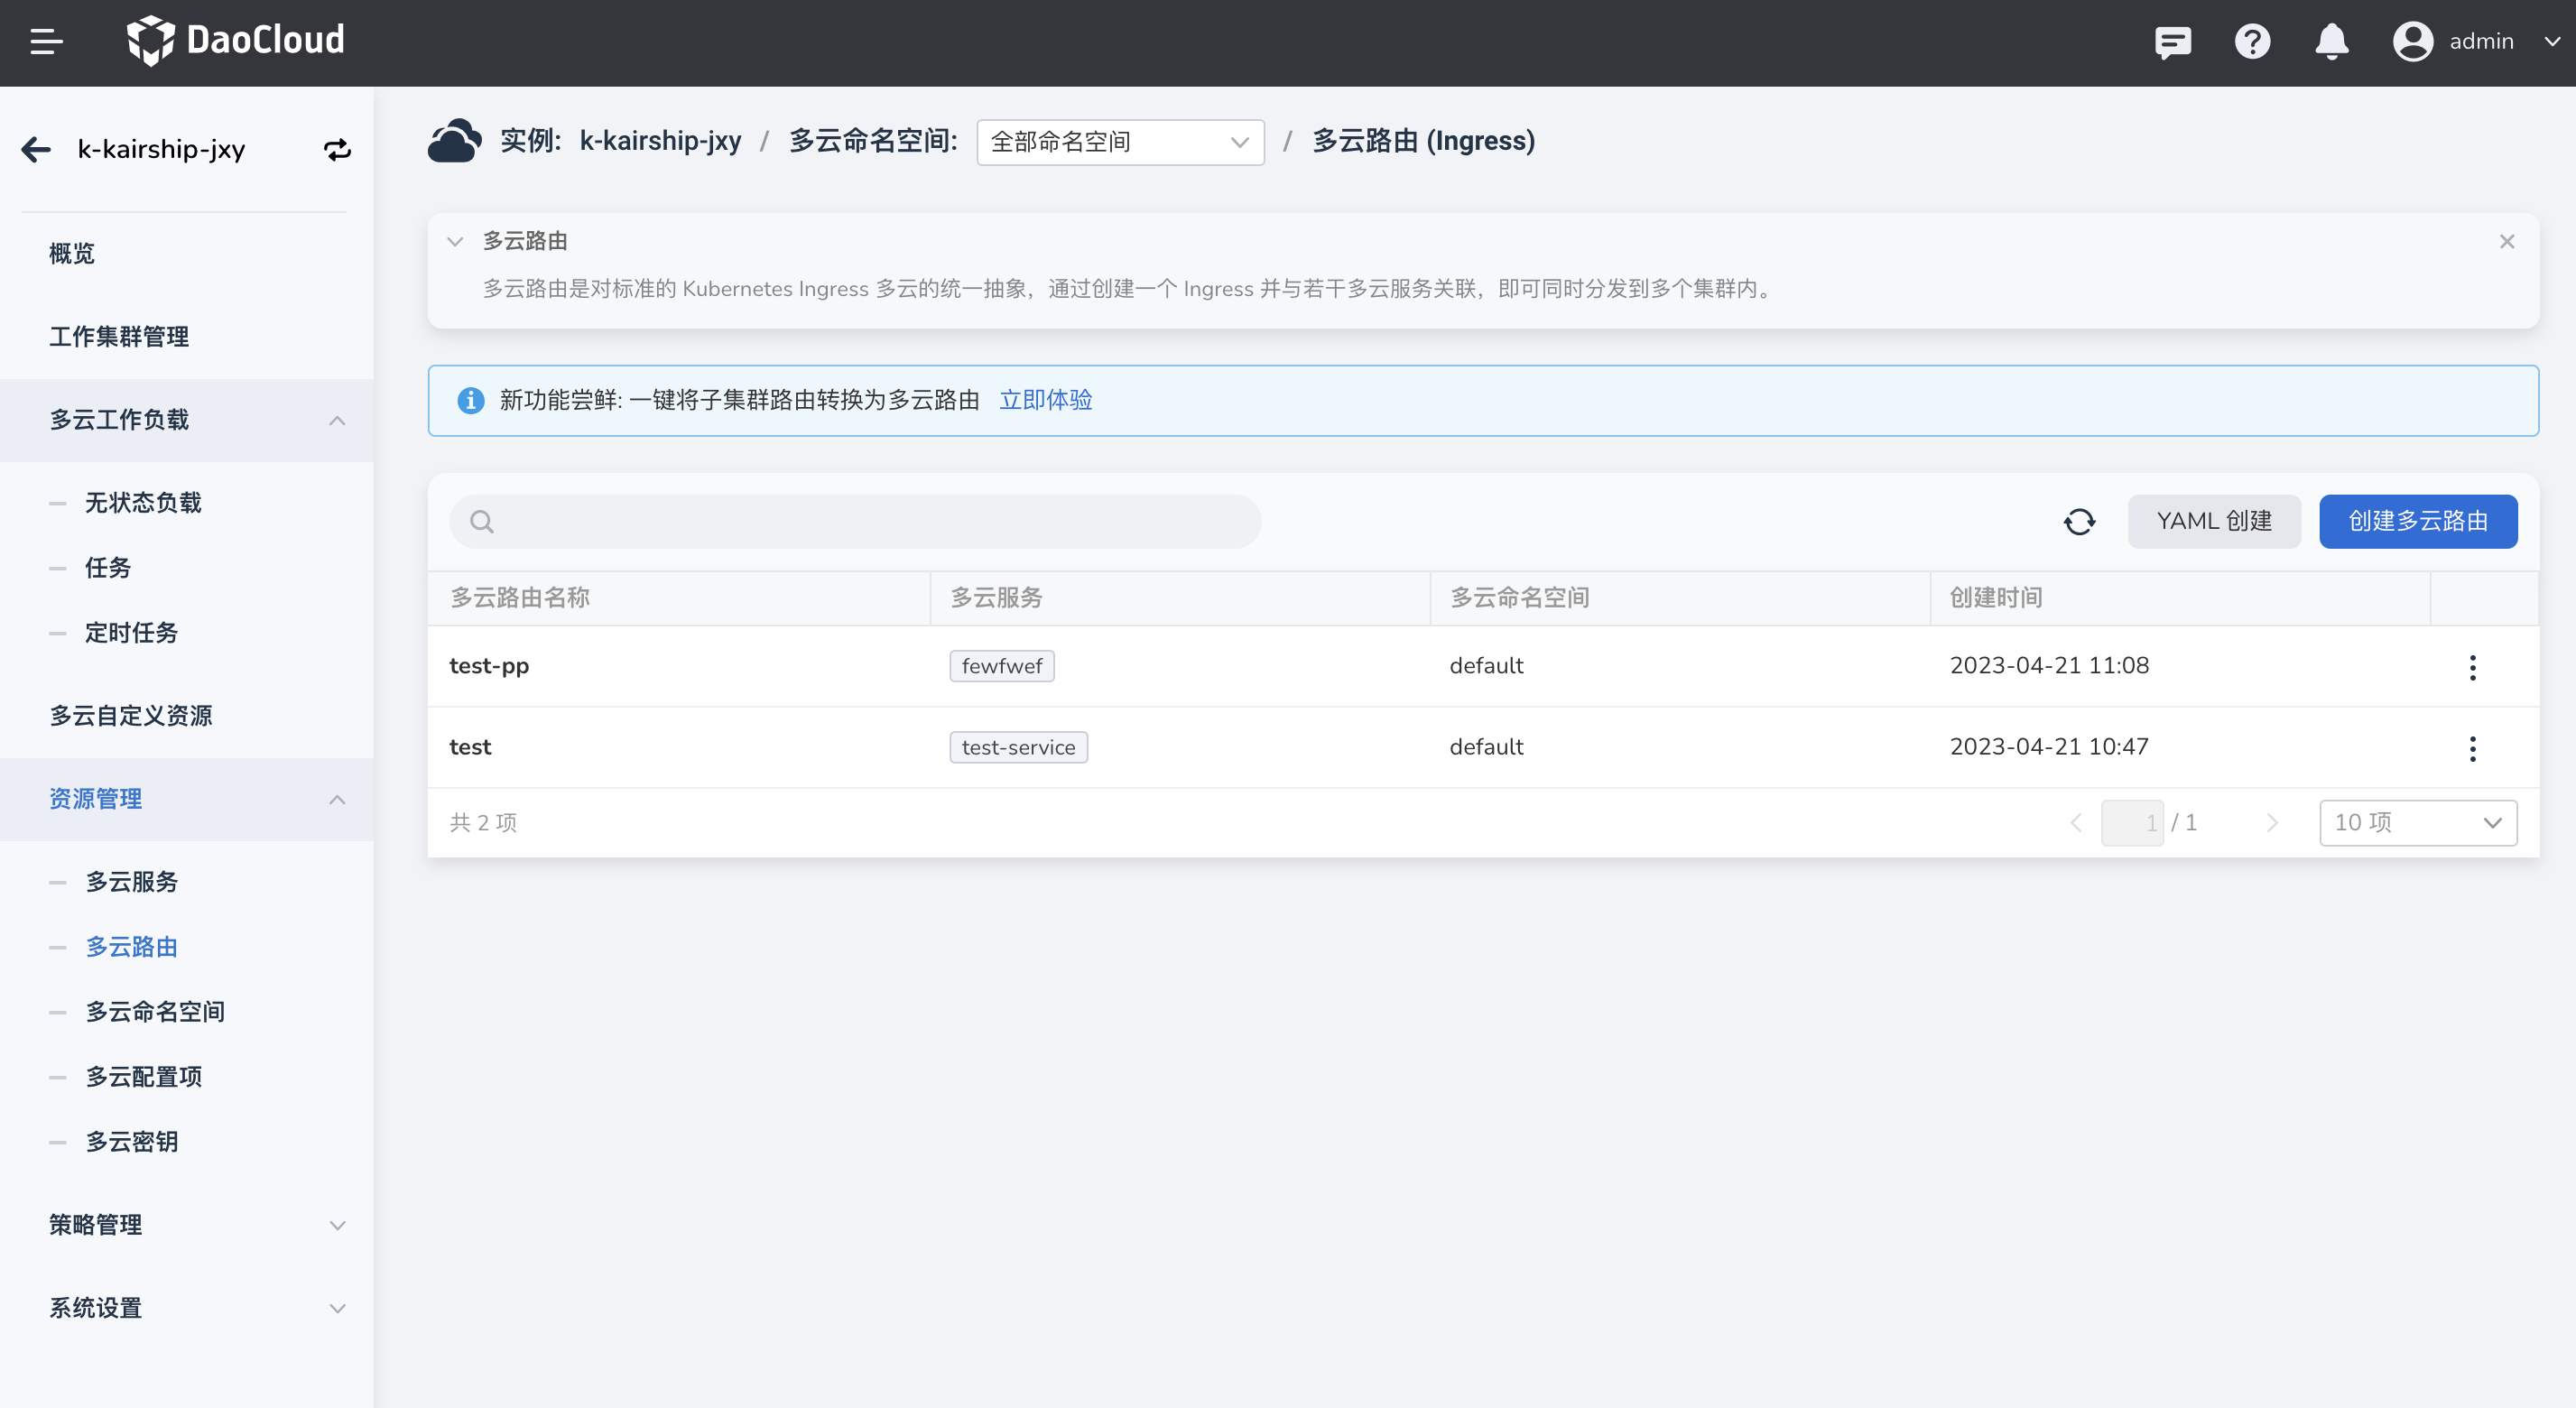 DaoCloud
admin
k-kairship-jxy
概览
工作集群管理
多云工作负载
无状态负载
任务
定时任务
多云自定义资源
资源管理
多云服务
多云路由
多云命名空间
多云配置项
多云密钥
策略管理
系统设置
实例: k-kairship-jxy / 多云命名空间: 全部命名空间 / 多云路由 (Ingress)
多云路由
多云路由是对标准的 Kubernetes Ingress 多云的统一抽象，通过创建一个 Ingress 并与若干多云服务关联，即可同时分发到多个集群内。
新功能尝鲜: 一键将子集群路由转换为多云路由 立即体验
YAML 创建 创建多云路由
多云路由名称 多云服务 多云命名空间 创建时间
test-pp fewfwef default 2023-04-21 11:08
test test-service default 2023-04-21 10:47
共 2 项 1 / 1 10 项